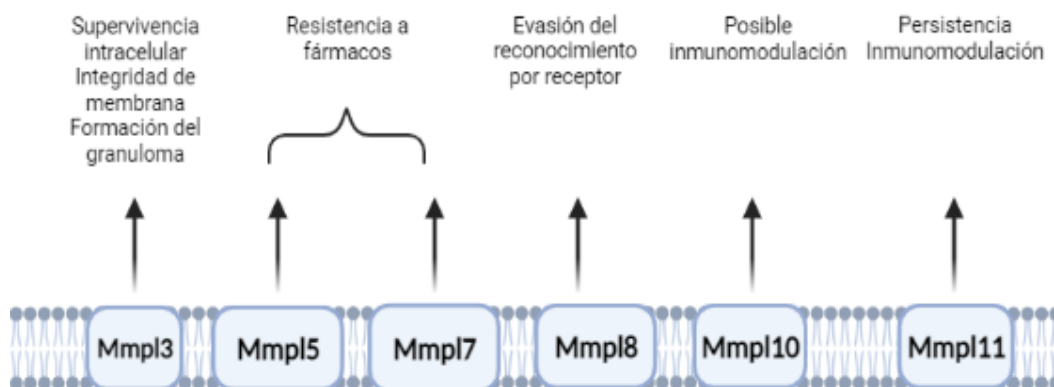 Supervivencia
intracelular
Integridad de
membrana
Formación del
granuloma
Resistencia a
fármacos
Evasión del
reconocimiento
por receptor
Posible
inmunomodulación
Persistencia
Inmunomodulación
Mmpl3
Mmpl5
Mmpl7
Mmpl8
Mmpl10
Mmpl11